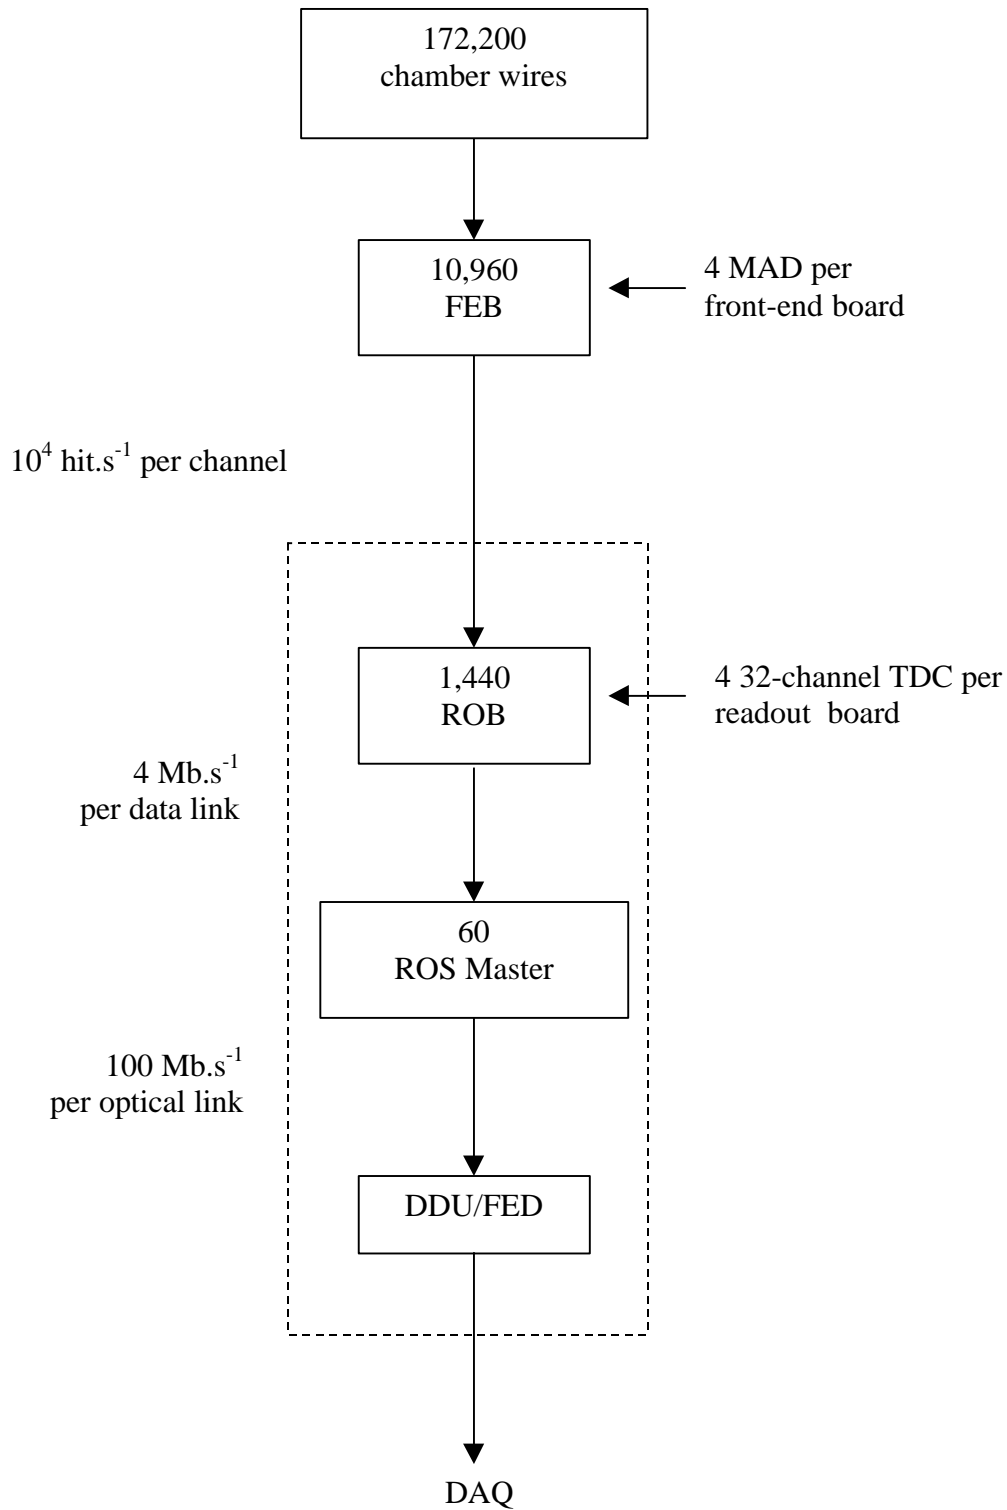 172,200
chamber wires
10,960
FEB
4 MAD per
front-end board
10⁴ hit.s⁻¹ per channel
1,440
ROB
4 32-channel TDC per
readout board
4 Mb.s⁻¹
per data link
60
ROS Master
100 Mb.s⁻¹
per optical link
DDU/FED
DAQ